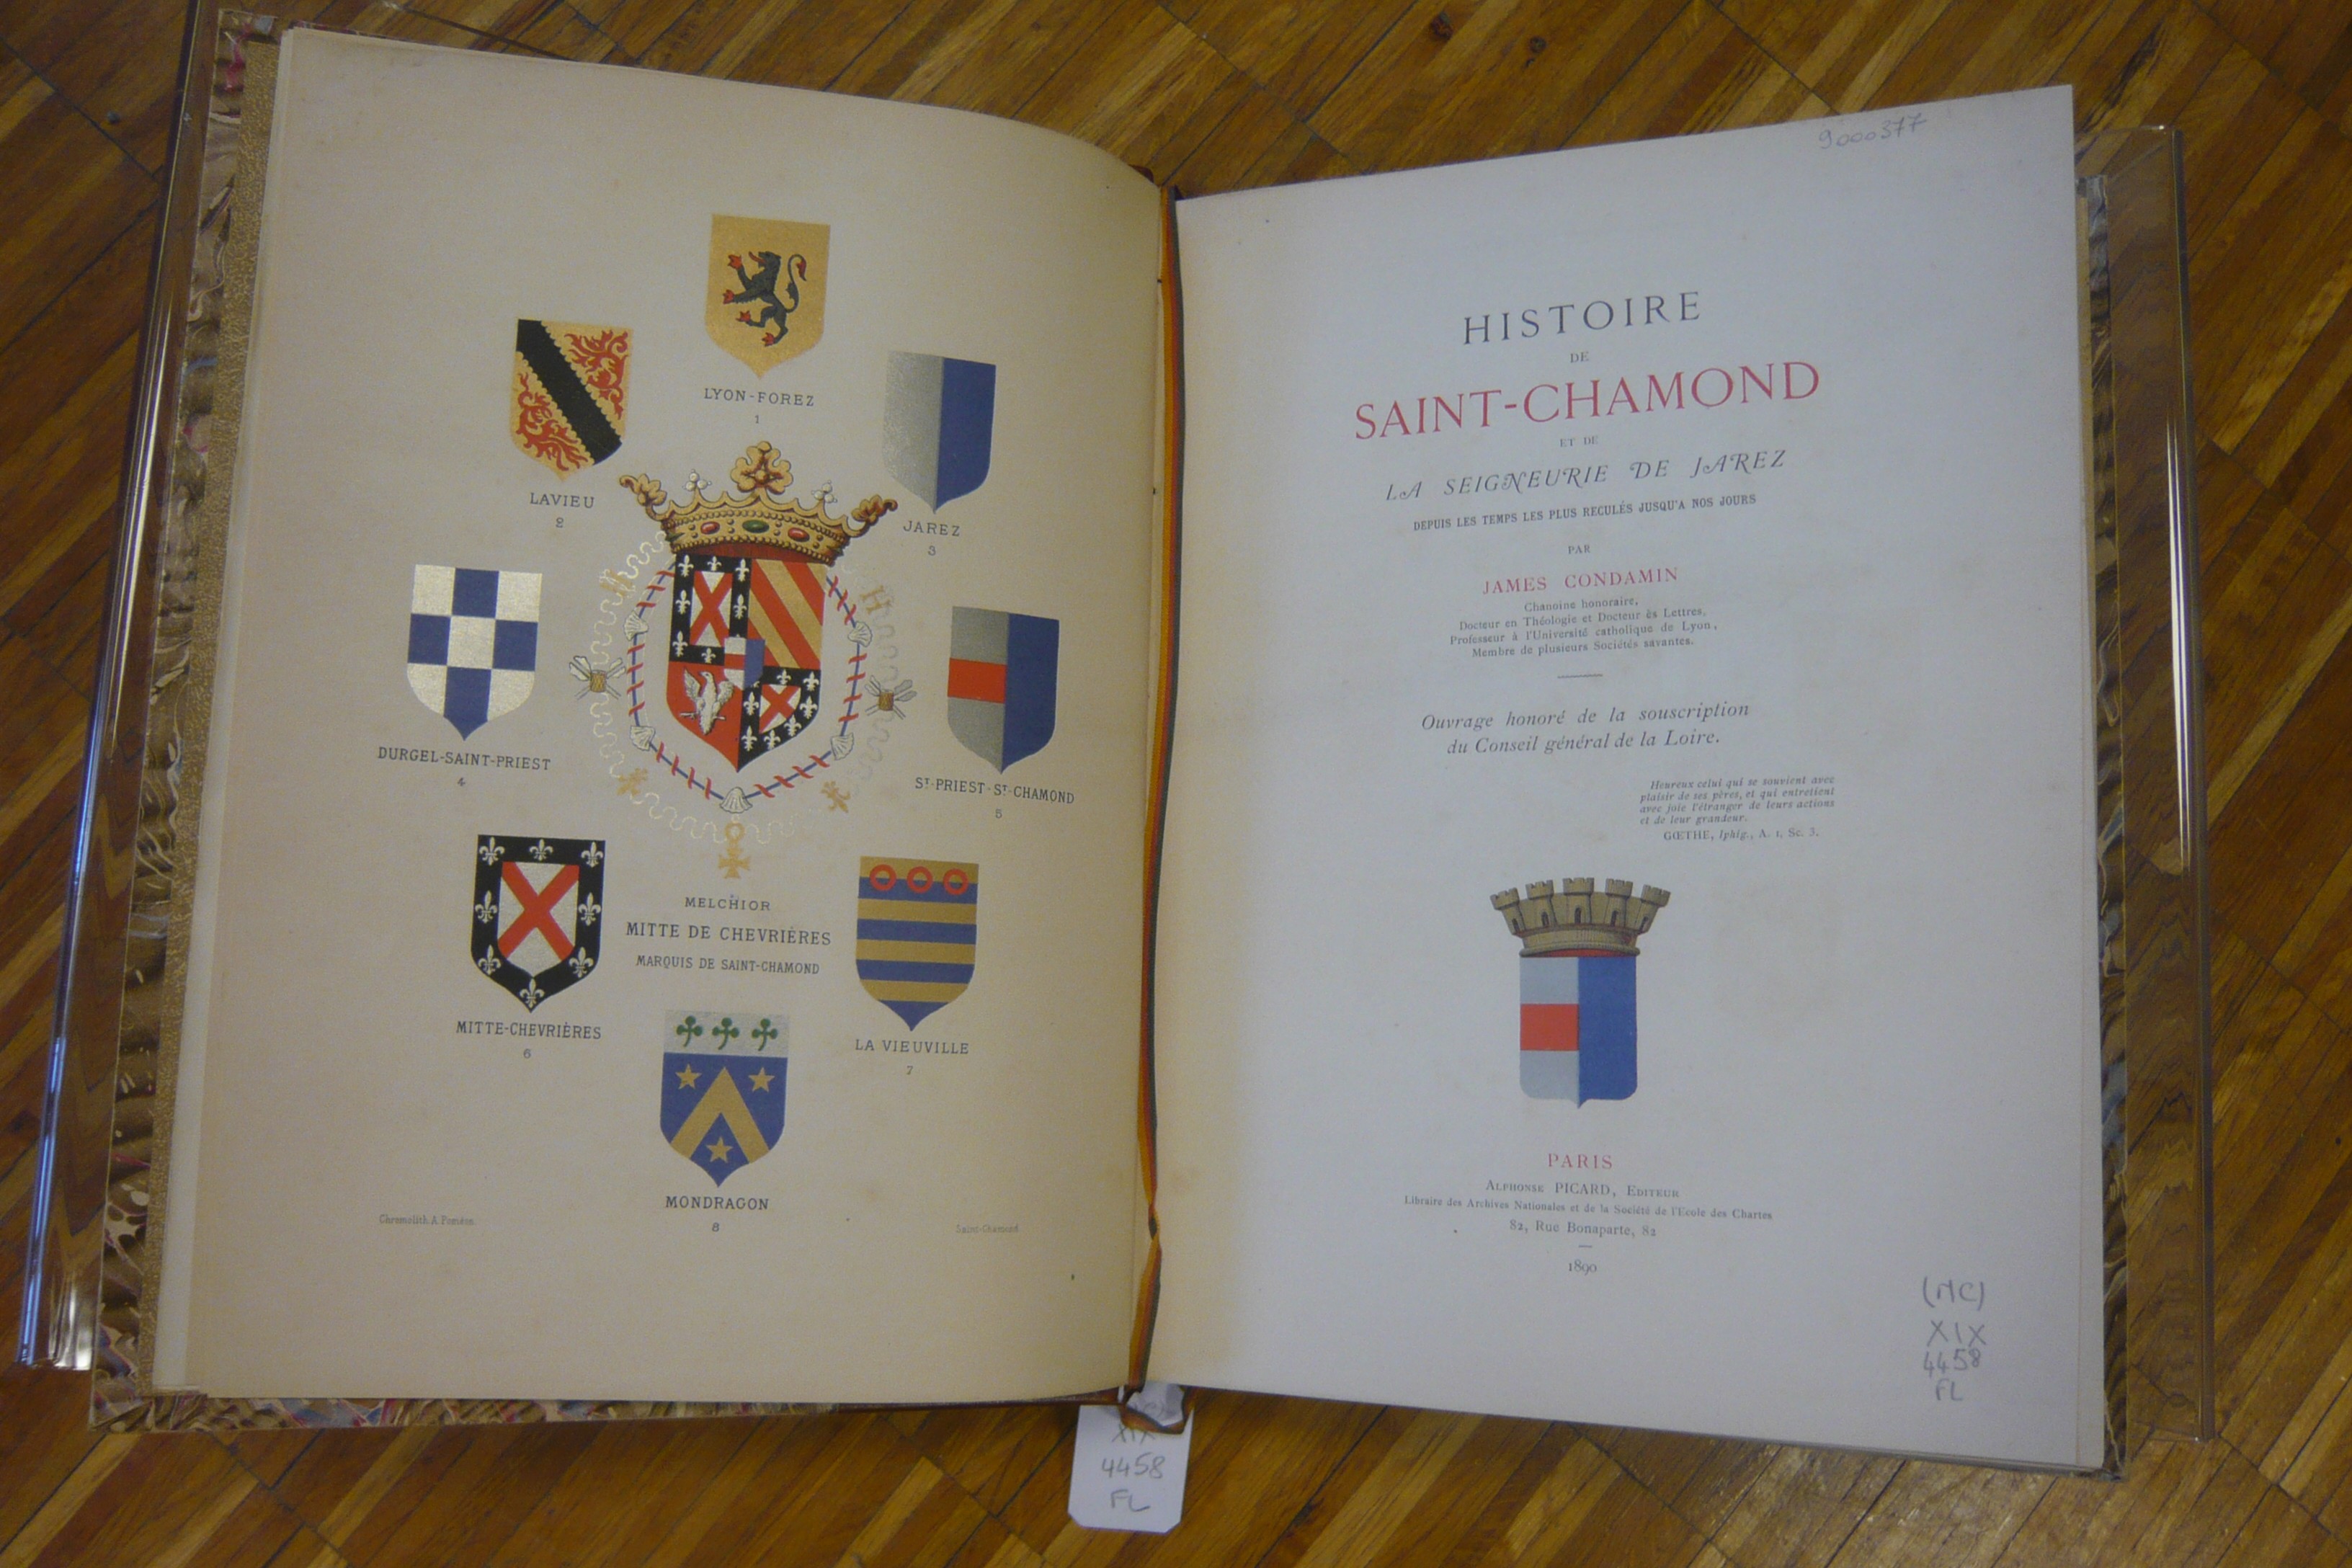 LYON-FOREZ
1
LAVIEU
2
JAREZ
3
DURGEL-SAINT-PRIEST
4
ST-PRIEST-ST-CHAMOND
5
MELCHIOR
MITTE DE CHEVRIÈRES
MARQUIS DE SAINT-CHAMOND
MITTE-CHEVRIÈRES
6
LA VIEUVILLE
7
MONDRAGON
8
Chromolith. A. Poméon.
Saint-Chamond
9000377
HISTOIRE
DE
SAINT-CHAMOND
ET DE
LA SEIGNEURIE DE JAREZ
DEPUIS LES TEMPS LES PLUS RECULÉS JUSQU'A NOS JOURS
PAR
JAMES CONDAMIN
Chanoine honoraire,
Docteur en Théologie et Docteur ès Lettres,
Professeur à l'Université catholique de Lyon,
Membre de plusieurs Sociétés savantes.
Ouvrage honoré de la souscription
du Conseil général de la Loire.
Heureux celui qui se souvient avec
plaisir de ses pères, et qui entretient
avec joie l'étranger de leurs actions
et de leur grandeur.
GŒTHE, Iphig., A. 1, Sc. 3.
PARIS
ALPHONSE PICARD, EDITEUR
Libraire des Archives Nationales et de la Société de l'Ecole des Chartes
82, Rue Bonaparte, 82
1890
(MC)
XIX
4458
FL
XIX
4458
FL